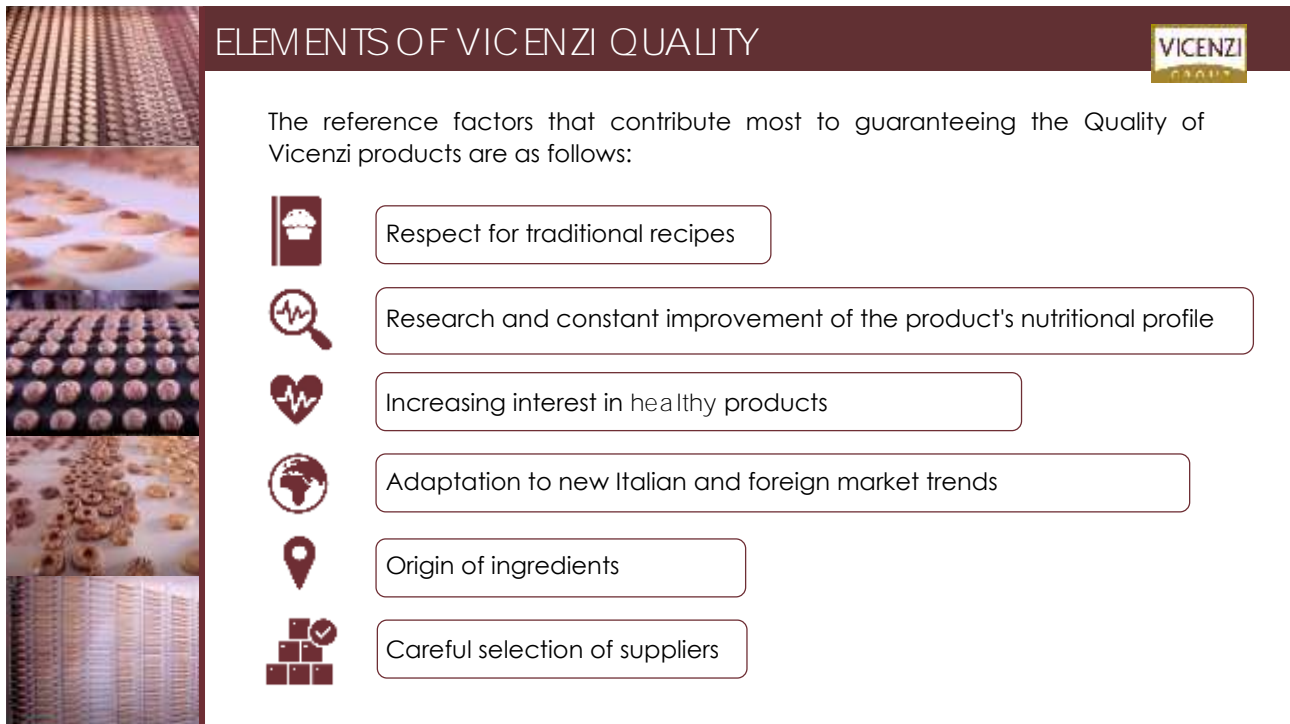 ELEMENTS OF VICENZI QUALITY
VICENZI
GROUP
The reference factors that contribute most to guaranteeing the Quality of
Vicenzi products are as follows:
Respect for traditional recipes
Research and constant improvement of the product's nutritional profile
Increasing interest in healthy products
Adaptation to new Italian and foreign market trends
Origin of ingredients
Careful selection of suppliers